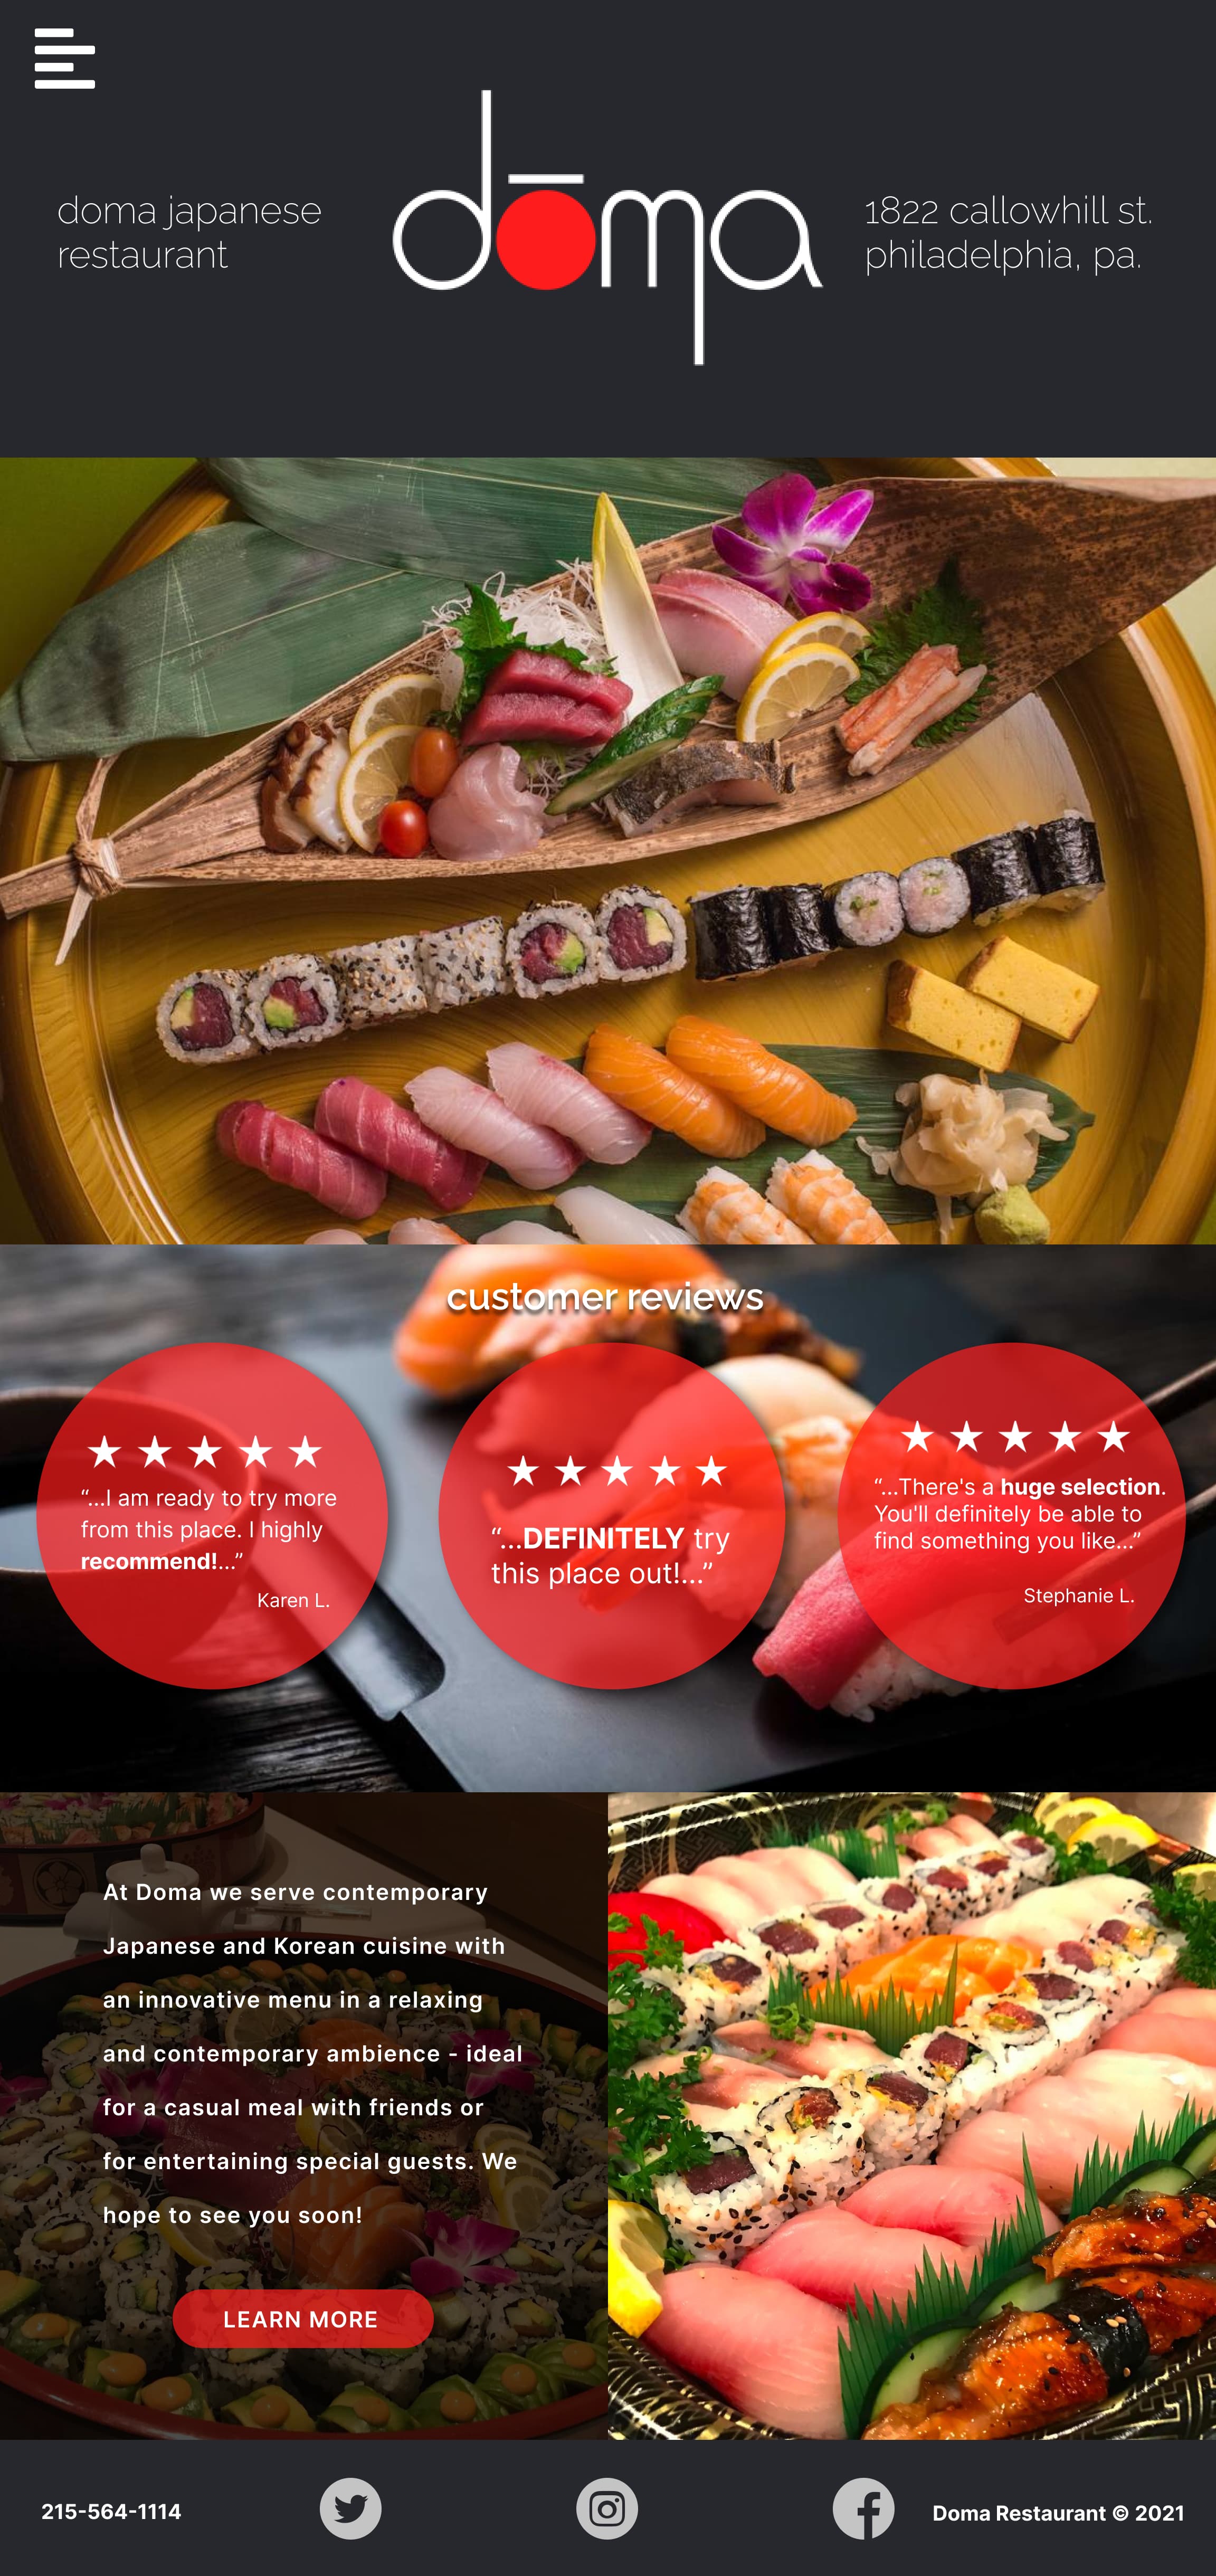 doma japanese
restaurant
dōma
1822 callowhill st.
philadelphia, pa.
customer reviews
“...I am ready to try more
from this place. I highly
recommend!...”
Karen L.
“...DEFINITELY try
this place out!...”
“...There's a huge selection.
You'll definitely be able to
find something you like...”
Stephanie L.
At Doma we serve contemporary
Japanese and Korean cuisine with
an innovative menu in a relaxing
and contemporary ambience - ideal
for a casual meal with friends or
for entertaining special guests. We
hope to see you soon!
LEARN MORE
215-564-1114
Doma Restaurant © 2021